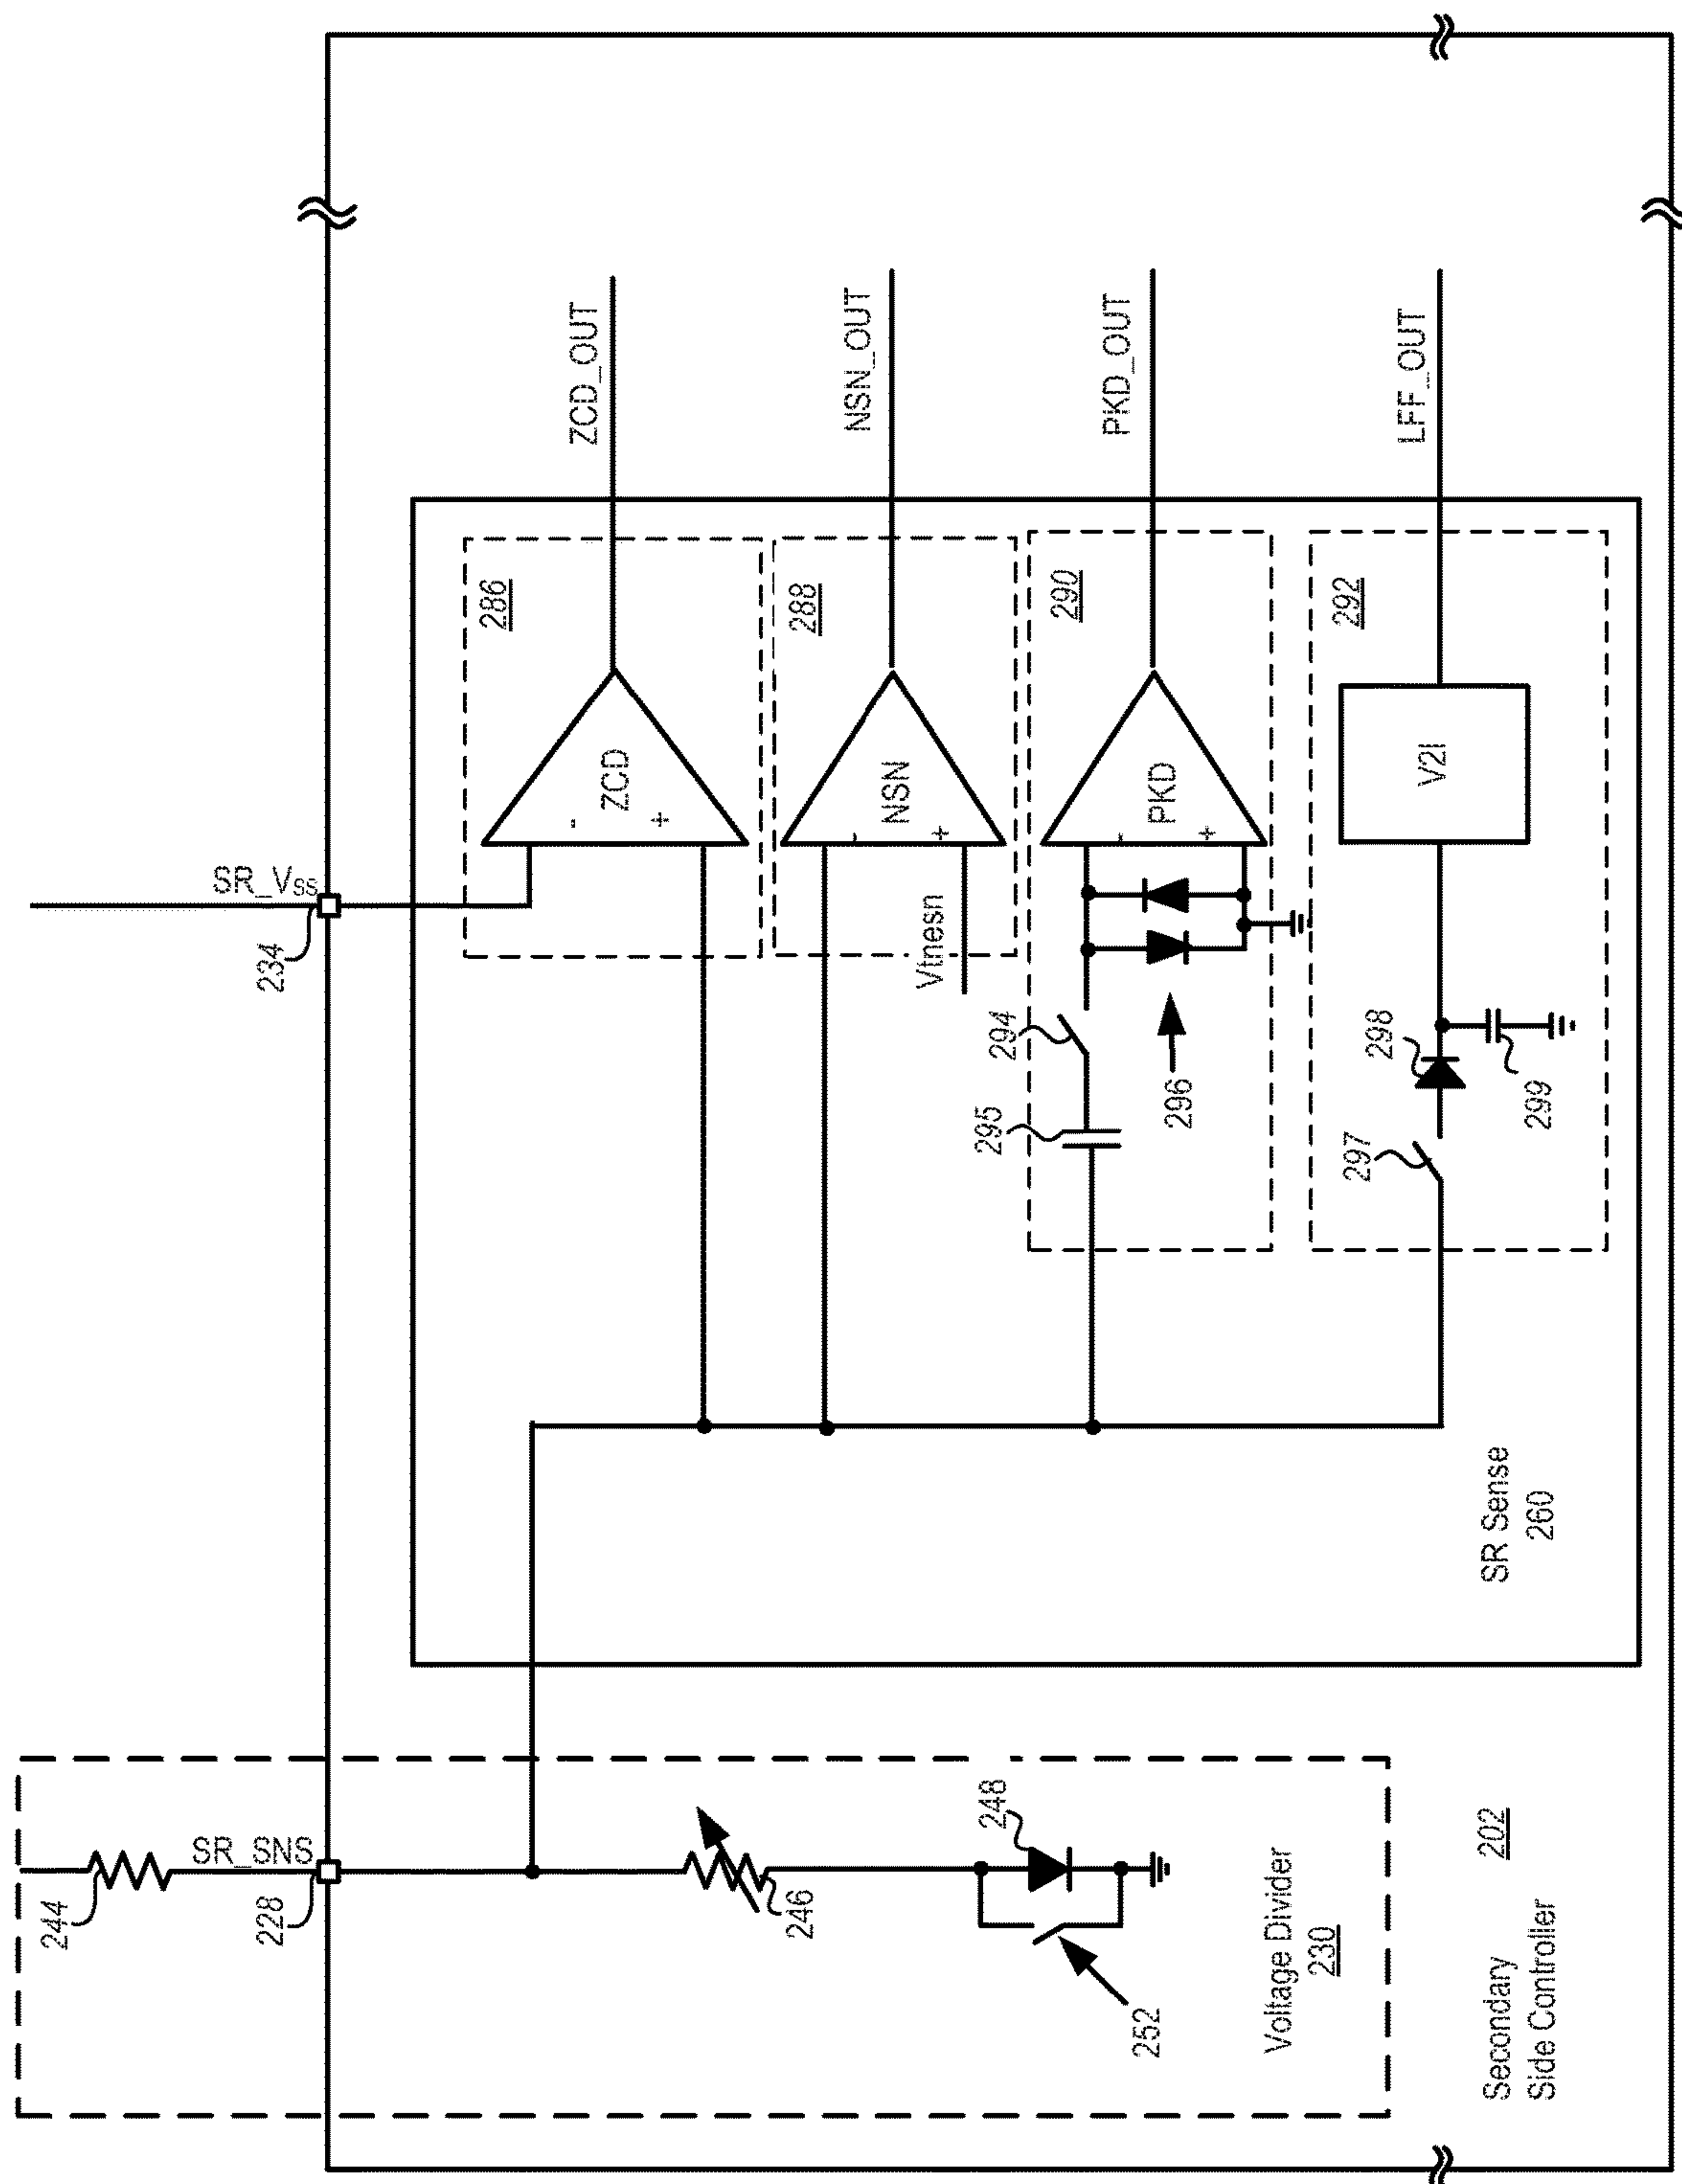 244
SR_SNS
228
246
248
252
Voltage Divider
230
Secondary
Side Controller
202
SR_VSS
234
SR Sense
260
286
-
ZCD
+
ZCD_OUT
288
-
NSN
+
Vtnesn
NSN_OUT
290
294
295
296
-
PKD
+
PKD_OUT
292
297
298
299
V2I
LFF_OUT